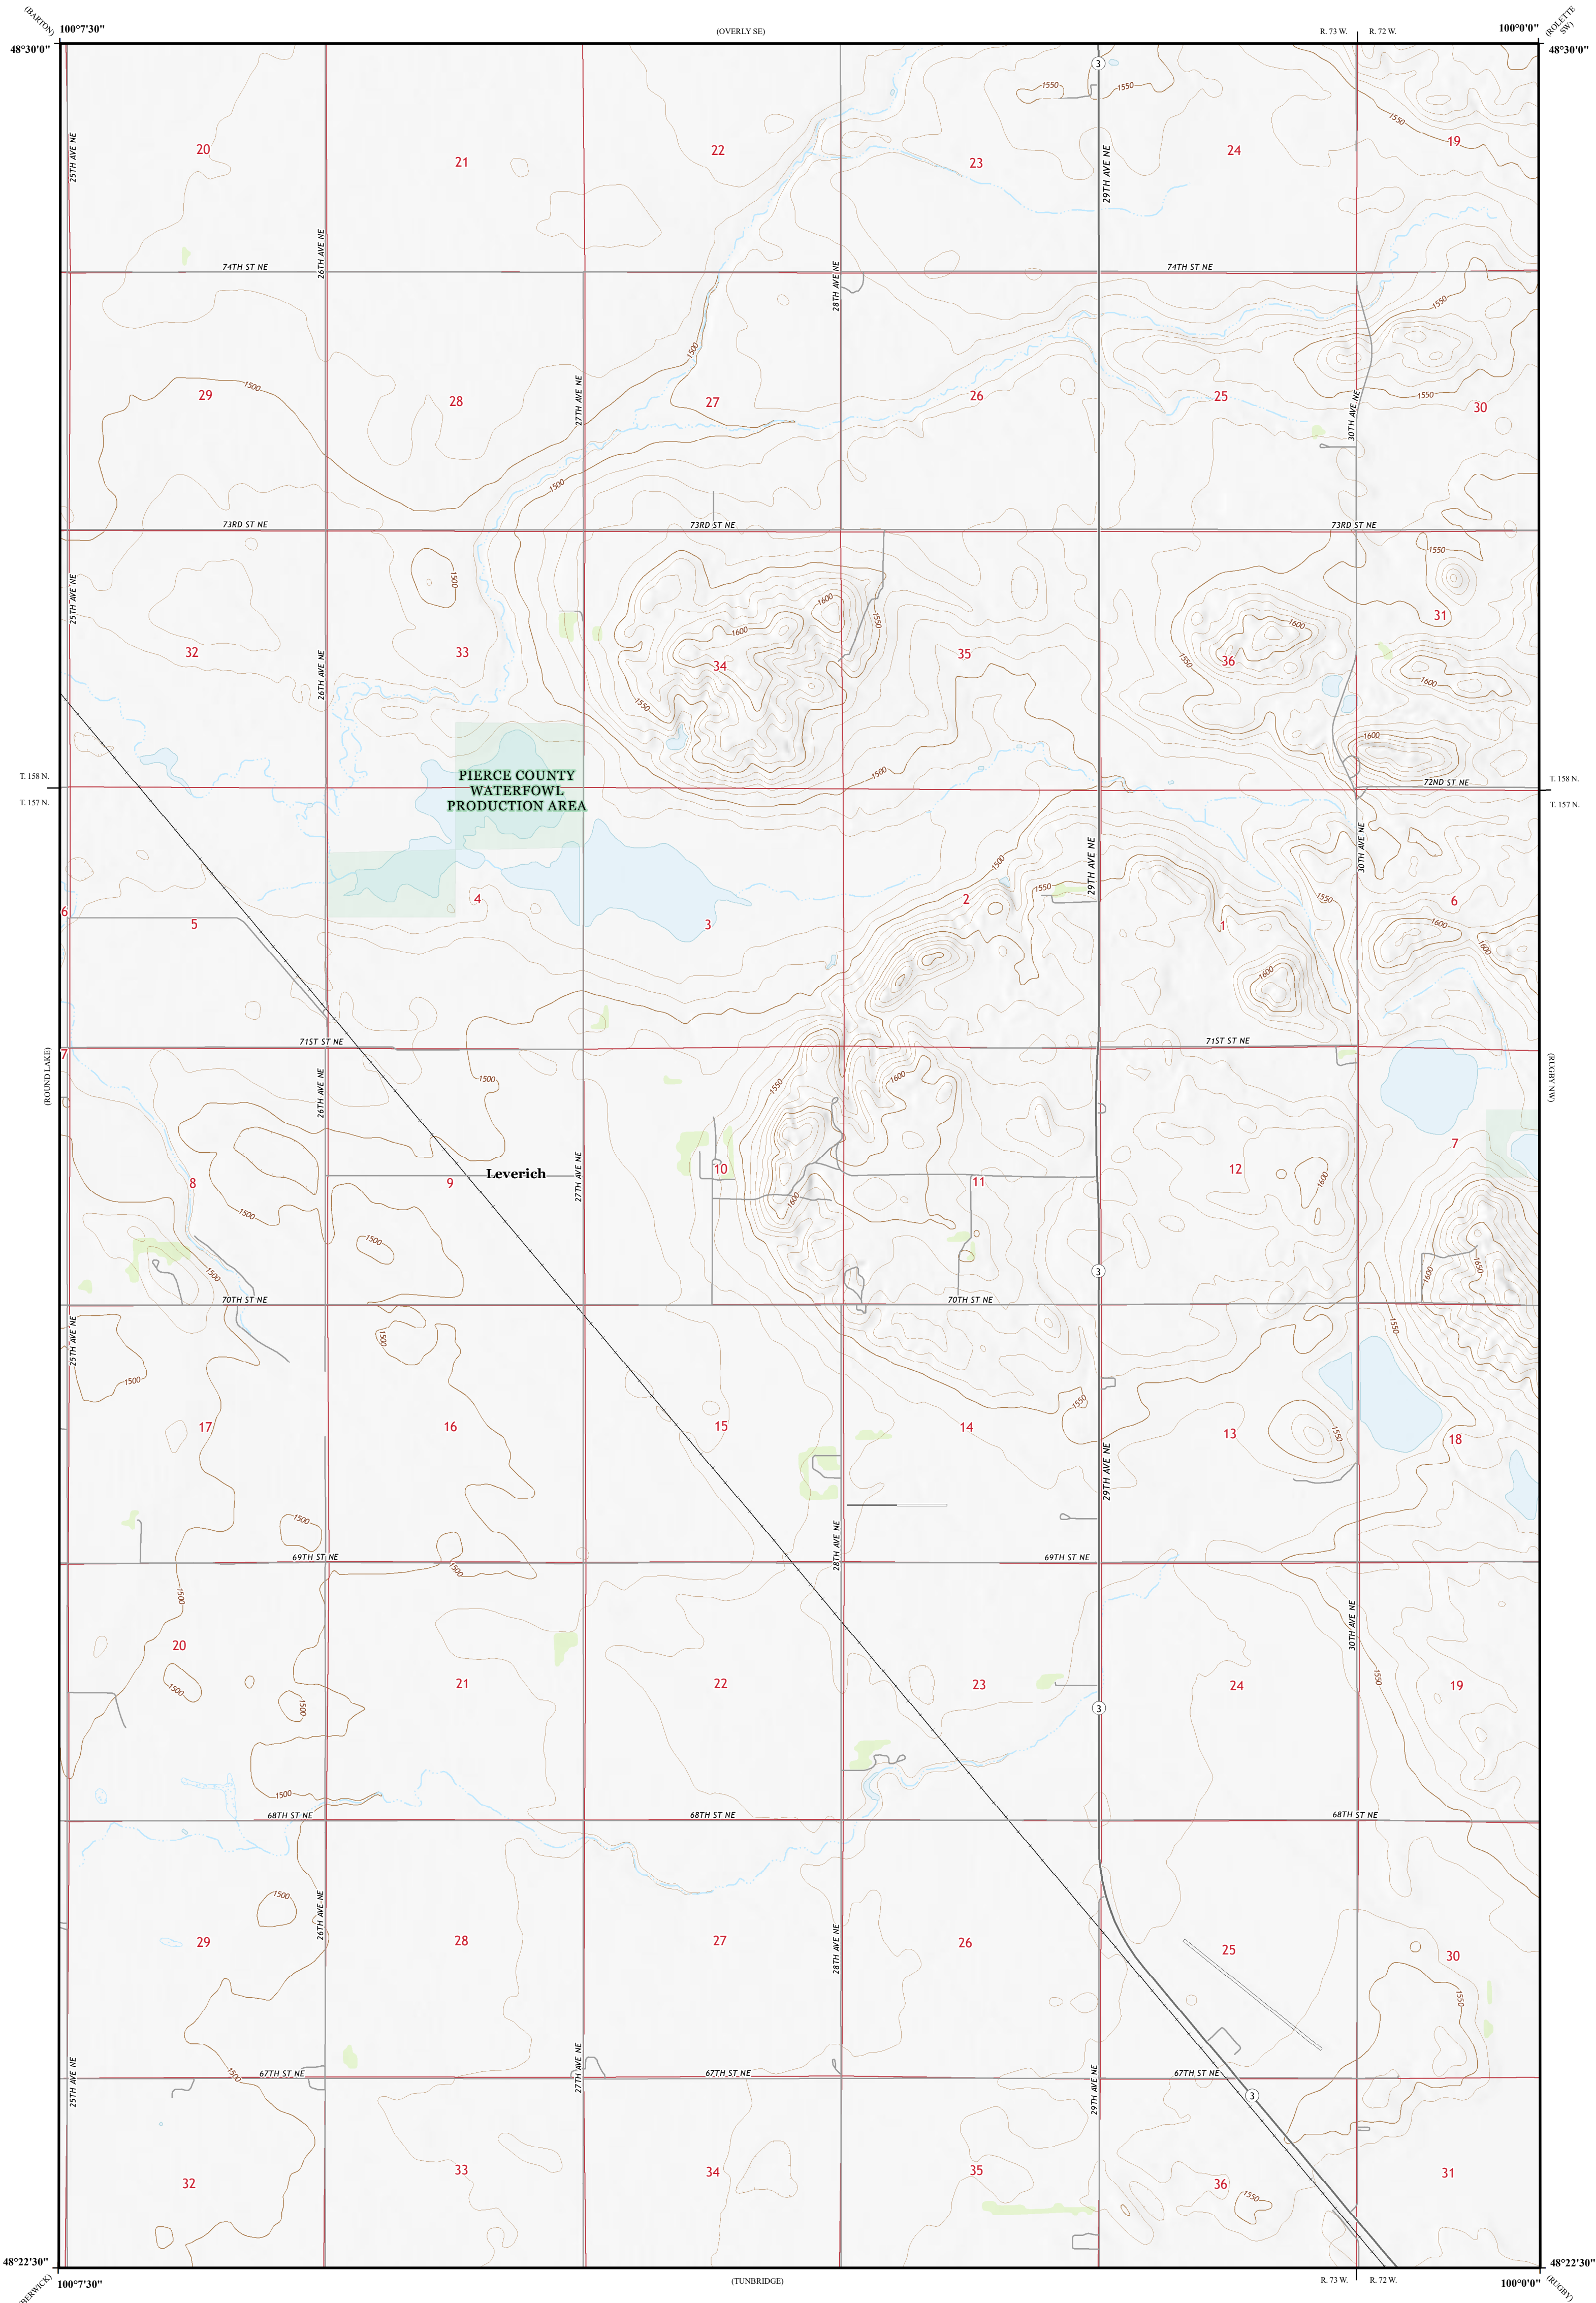 (BARTON)
100°7'30"
(OVERLY SE)
R. 73 W.
R. 72 W.
100°0'0"
(ROLETTE
SW)
48°30'0"
48°30'0"
3
1550
1550
1550
25TH AVE NE
20
21
22
23
29TH AVE NE
24
19
26TH AVE NE
74TH ST NE
28TH AVE NE
74TH ST NE
1550
1500
1500
29
28
27TH AVE NE
27
26
25
30TH AVE NE
1550
30
1500
73RD ST NE
73RD ST NE
73RD ST NE
1550
25TH AVE NE
1500
1600
1550
1600
1600
31
32
26TH AVE NE
33
34
35
1550
36
1600
1550
1600
T. 158 N.
T. 157 N.
PIERCE COUNTY
WATERFOWL
PRODUCTION AREA
1500
72ND ST NE
T. 158 N.
T. 157 N.
29TH AVE NE
30TH AVE NE
1500
1550
1550
6
5
4
3
2
1
6
1600
1600
1600
7
71ST ST NE
71ST ST NE
(ROUND LAKE)
(RUGBY NW)
26TH AVE NE
1500
1550
1600
7
8
9
Leverich
27TH AVE NE
10
11
12
1600
1600
1500
1500
1500
3
1600
1650
70TH ST NE
70TH ST NE
25TH AVE NE
1500
1500
1550
1550
1550
17
16
15
14
13
18
29TH AVE NE
1500
69TH ST NE
28TH AVE NE
69TH ST NE
1500
1500
20
30TH AVE NE
1500
1500
21
22
23
24
1550
19
3
1500
68TH ST NE
68TH ST NE
68TH ST NE
1500
26TH AVE NE
29
28
27
28TH AVE NE
26
25
30
1550
25TH AVE NE
1500
67TH ST NE
27TH AVE NE
67TH ST NE
29TH AVE NE
67TH ST NE
3
32
33
34
35
36
1550
31
48°22'30"
48°22'30"
(BERWICK)
100°7'30"
(TUNBRIDGE)
R. 73 W.
R. 72 W.
100°0'0"
(RUGBY)